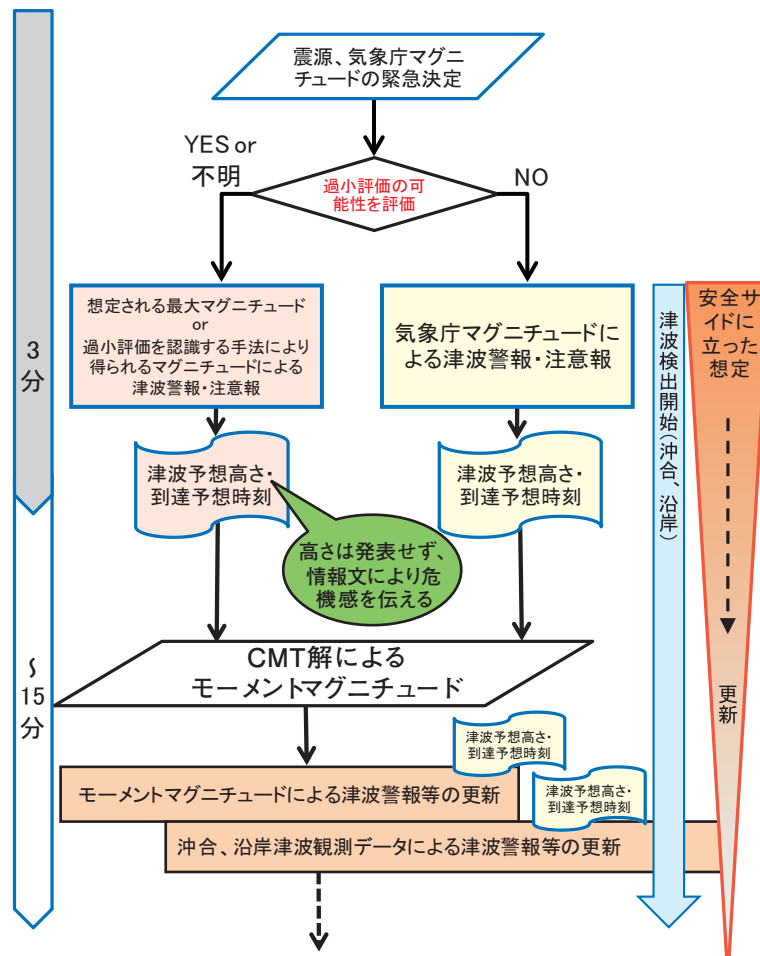 震源、気象庁マグニ
チュードの緊急決定
YES or
不明
NO
過小評価の可
能性を評価
想定される最大マグニチュード
or
過小評価を認識する手法により
得られるマグニチュードによる
津波警報・注意報
気象庁マグニチュードに
よる津波警報・注意報
津波予想高さ・
到達予想時刻
津波予想高さ・
到達予想時刻
高さは発表せず、
情報文により危
機感を伝える
CMT解による
モーメントマグニチュード
津波予想高さ・
到達予想時刻
モーメントマグニチュードによる津波警報等の更新
津波予想高さ・
到達予想時刻
沖合、沿岸津波観測データによる津波警報等の更新
3
分
〜
15
分
津波検出開始(沖合、沿岸)
安全サ
イドに
立った
想定
更新